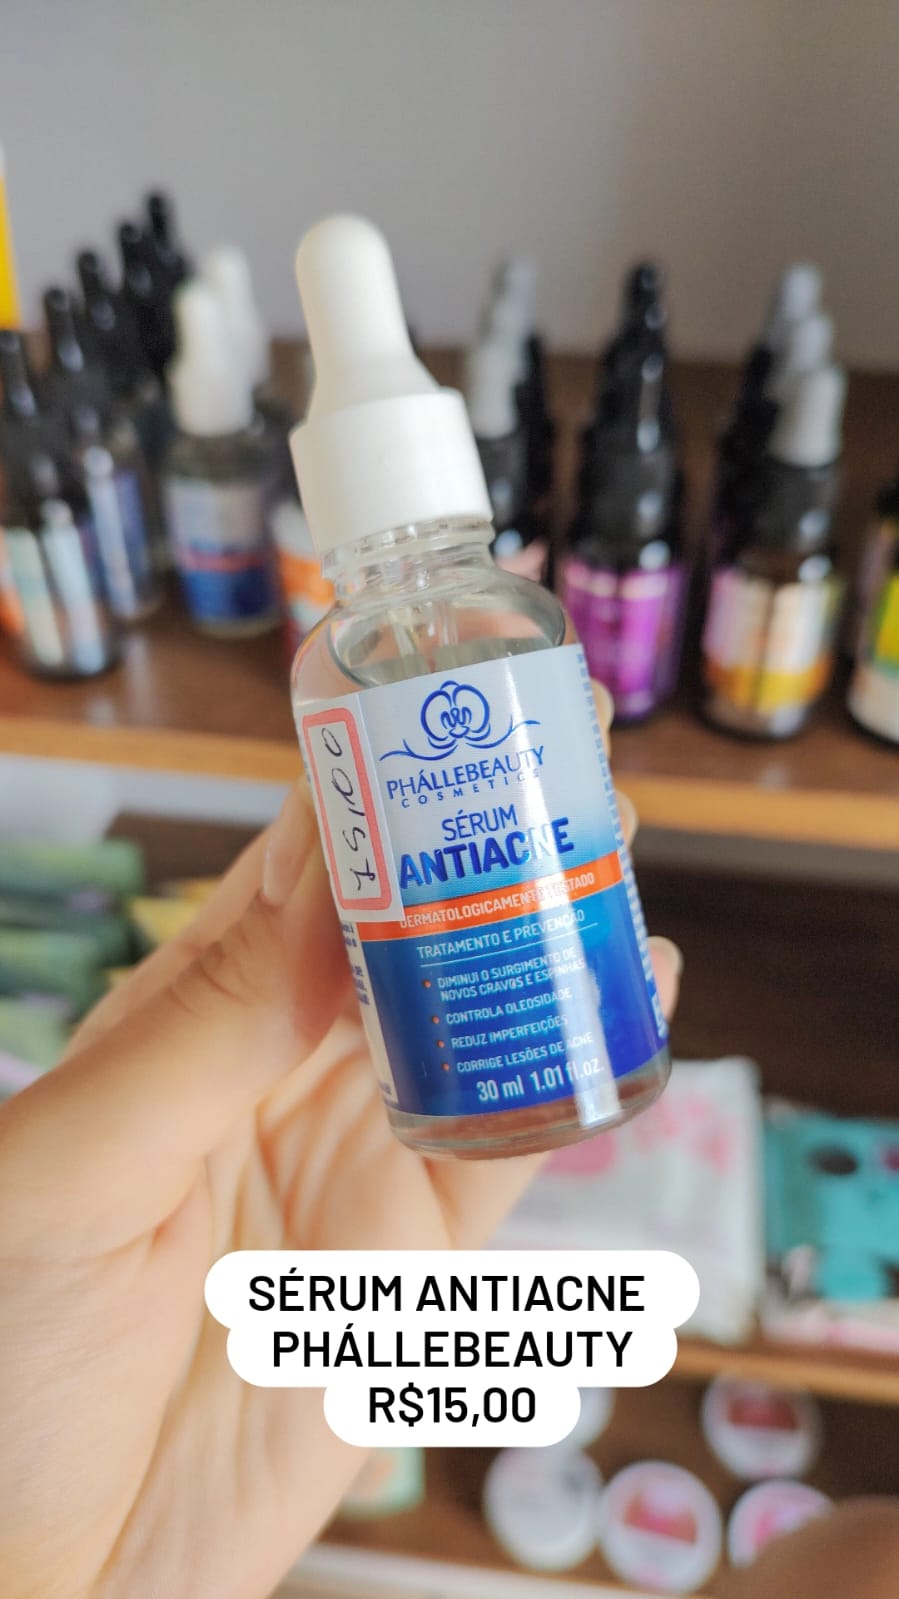 15,00
PHÁLLEBEAUTY
COSMETICS
SÉRUM
ANTIACNE
DERMATOLOGICAMENTE TESTADO
TRATAMENTO E PREVENÇÃO
DIMINUI O SURGIMENTO DE
NOVOS CRAVOS E ESPINHAS
CONTROLA OLEOSIDADE
REDUZ IMPERFEIÇÕES
CORRIGE LESÕES DE ACNE
30 ml 1.01 fl.oz.
SÉRUM ANTIACNE
PHÁLLEBEAUTY
R$15,00